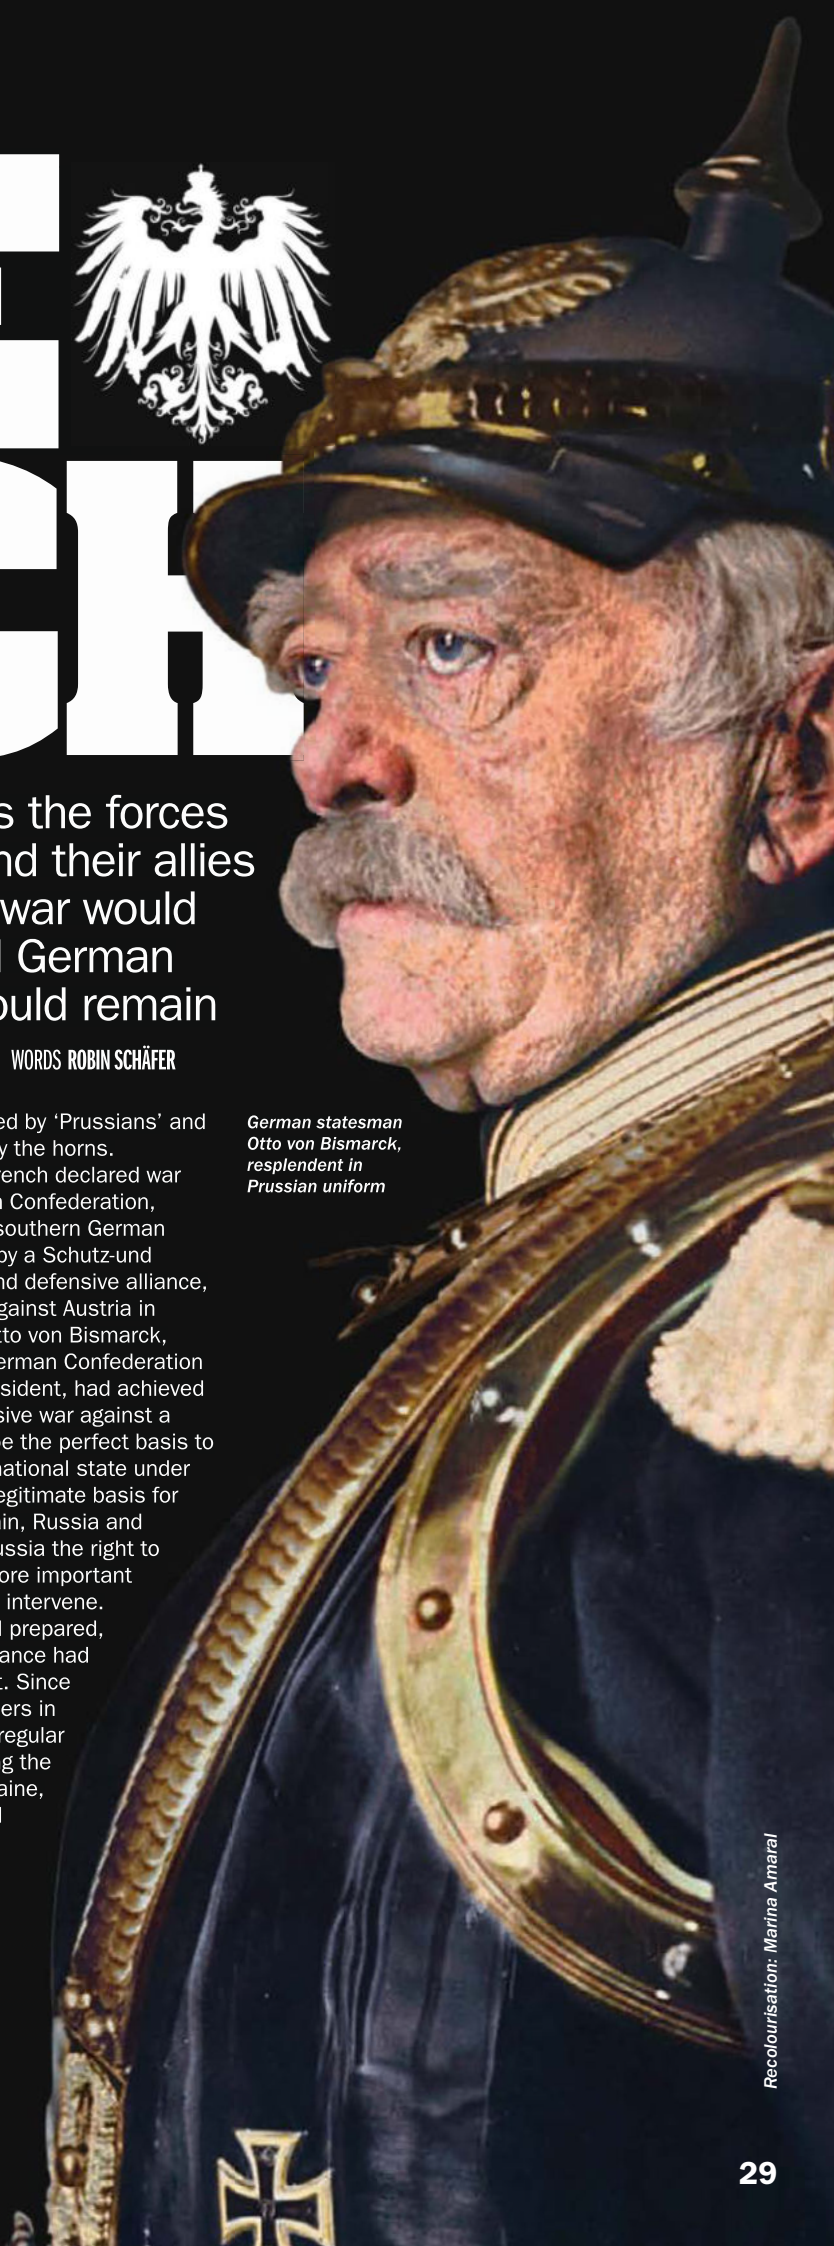 CH
s the forces
nd their allies
war would
German
ould remain
WORDS ROBIN SCHÄFER
ed by ‘Prussians’ and
y the horns.
rench declared war
n Confederation,
southern German
by a Schutz-und
nd defensive alliance,
gainst Austria in
tto von Bismarck,
erman Confederation
sident, had achieved
sive war against a
be the perfect basis to
national state under
egitimate basis for
in, Russia and
ussia the right to
ore important
intervene.
prepared,
ance had
t. Since
ers in
regular
g the
aine,
German statesman
Otto von Bismarck,
resplendent in
Prussian uniform
Recolourisation: Marina Amaral
29